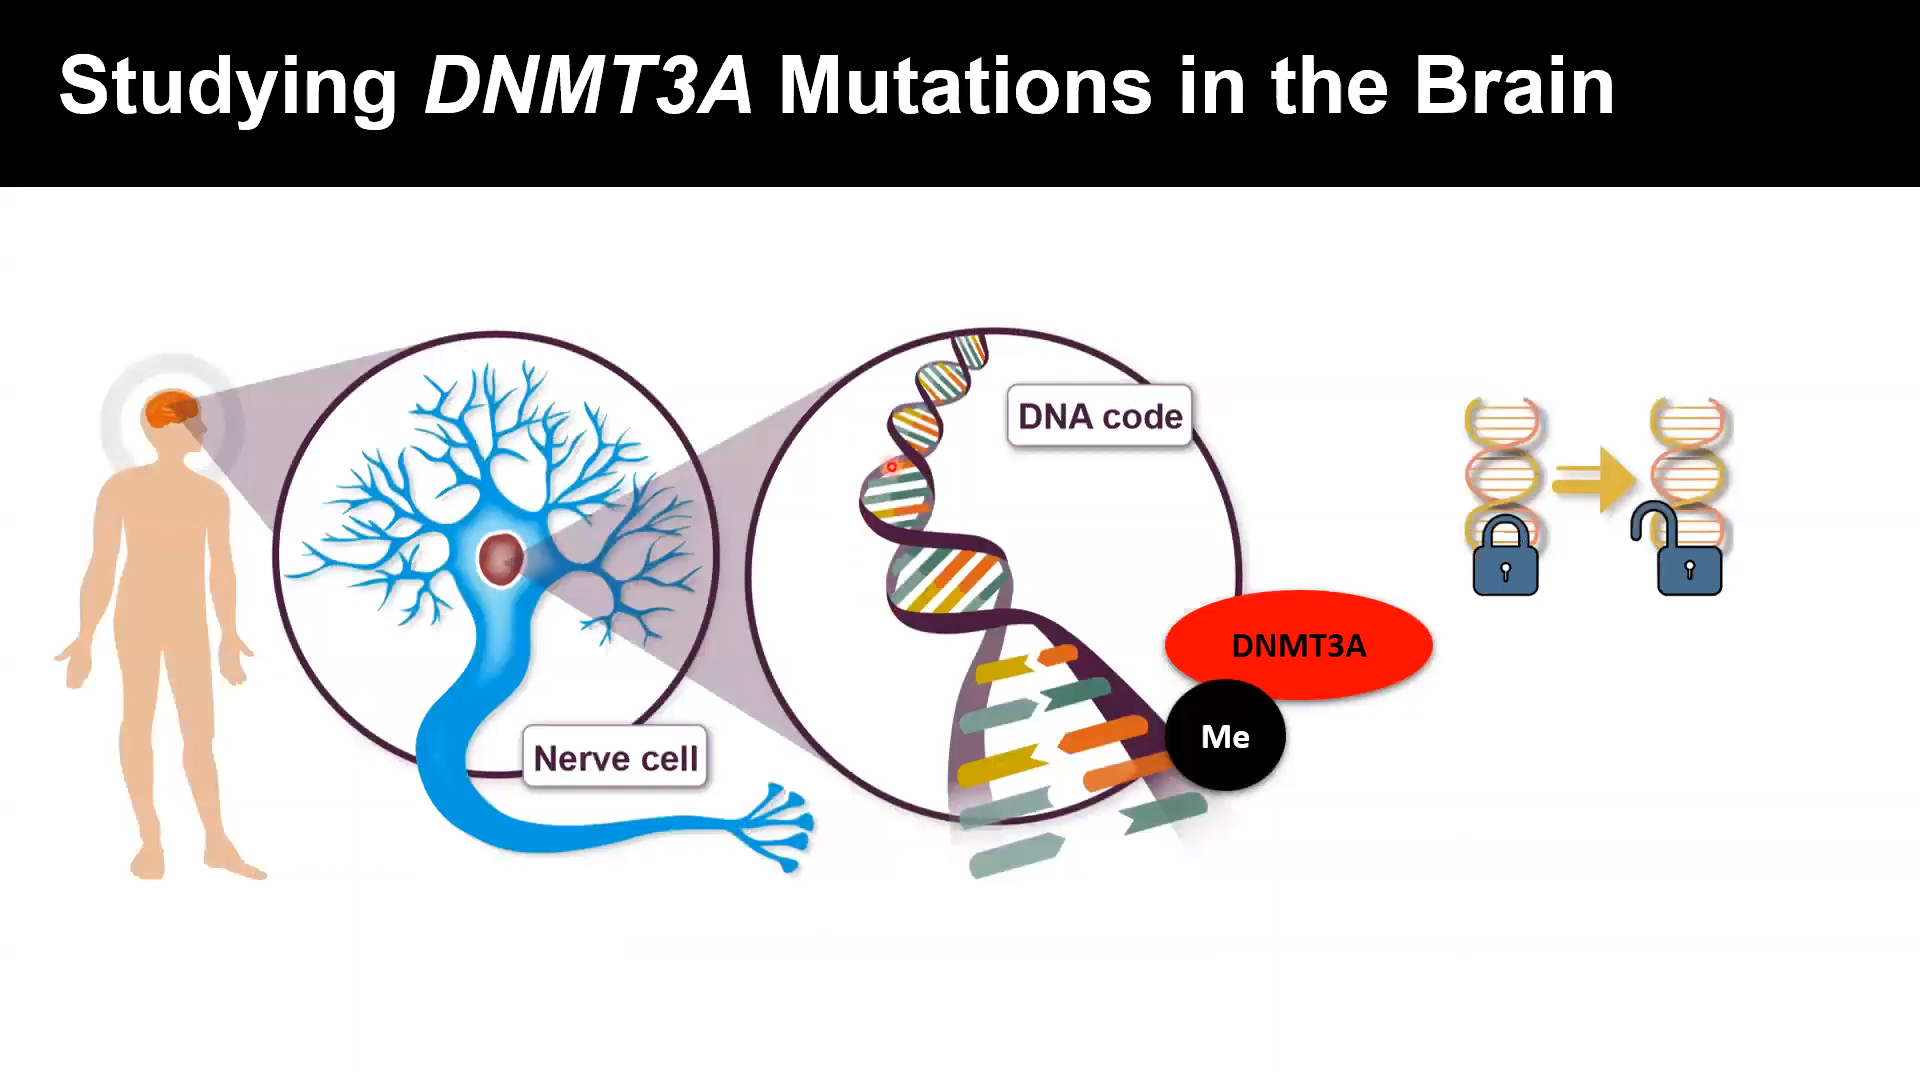 Studying DNMT3A Mutations in the Brain
DNA code
DNMT3A
Me
Nerve cell